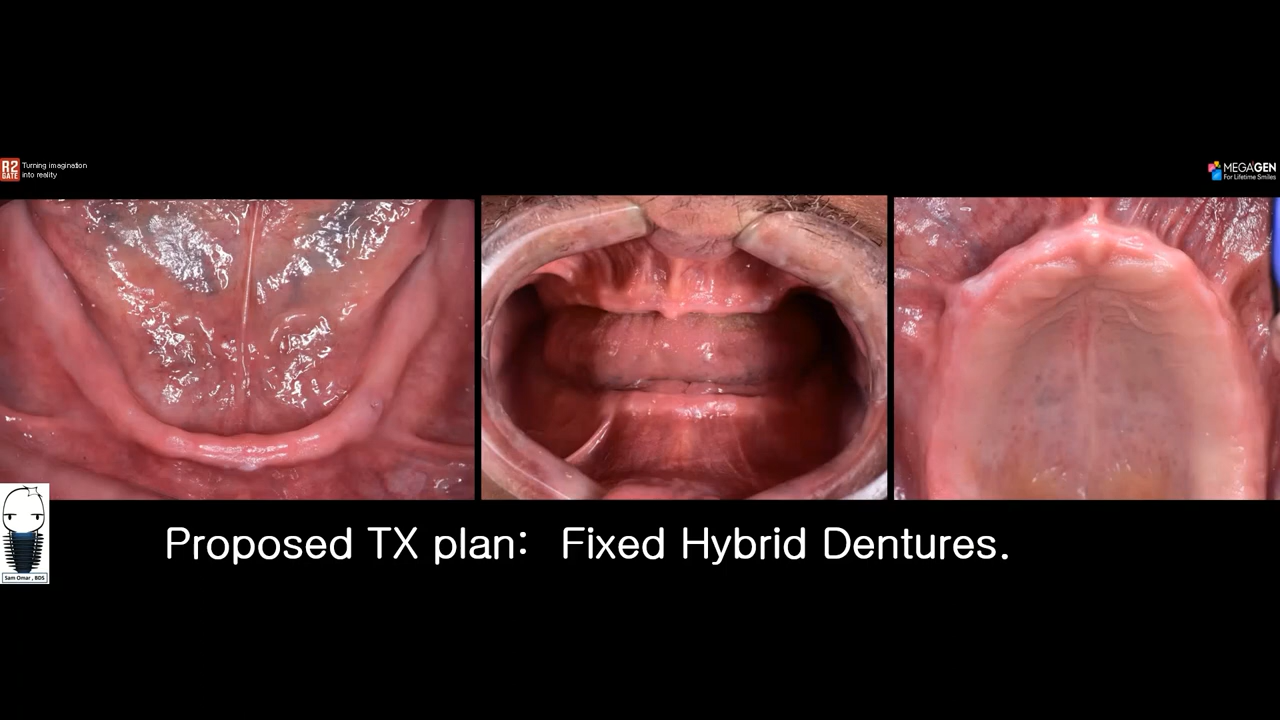 R2
GATE
Turning imagination
into reality
MEGAGEN
For Lifetime Smiles
Sam Omar , BDS
Proposed TX plan: Fixed Hybrid Dentures.